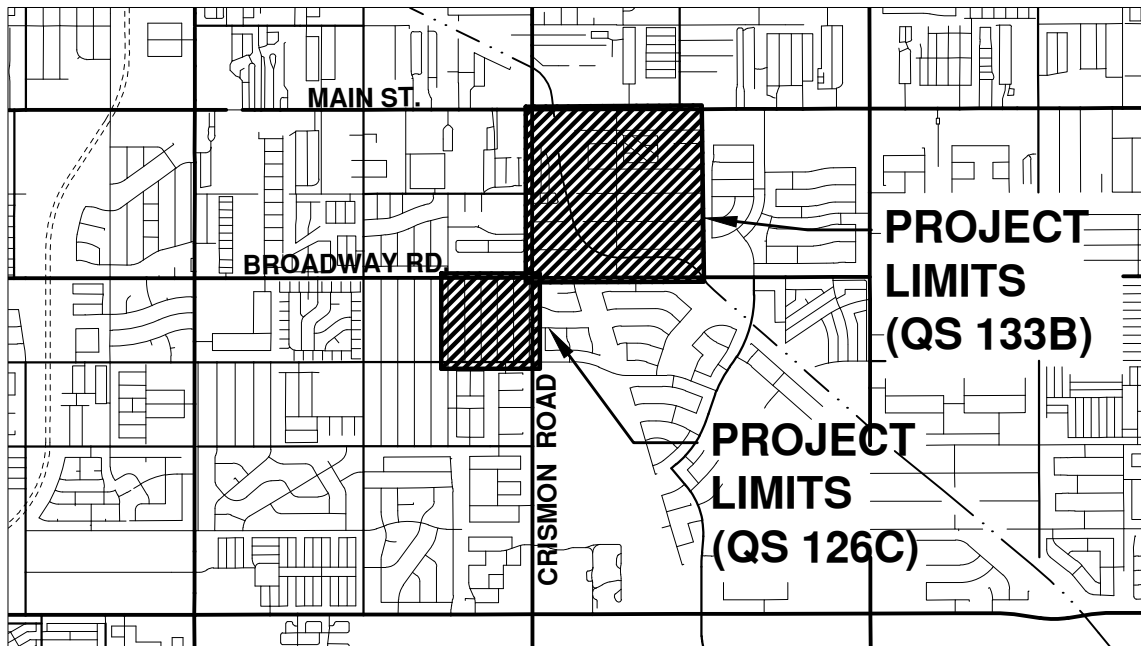 MAIN ST.
BROADWAY RD.
PROJECT
LIMITS
(QS 133B)
CRISMON ROAD
PROJECT
LIMITS
(QS 126C)